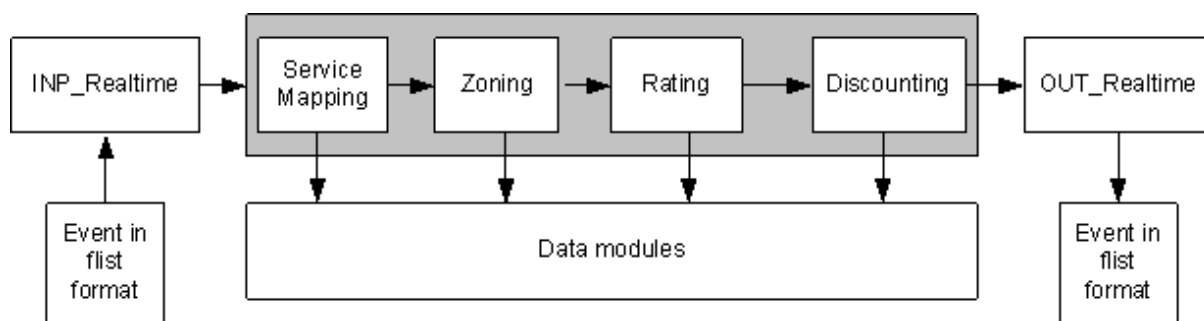 INP_Realtime
Service
Mapping
Zoning
Rating
Discounting
OUT_Realtime
Event in
flist
format
Data modules
Event in
flist
format